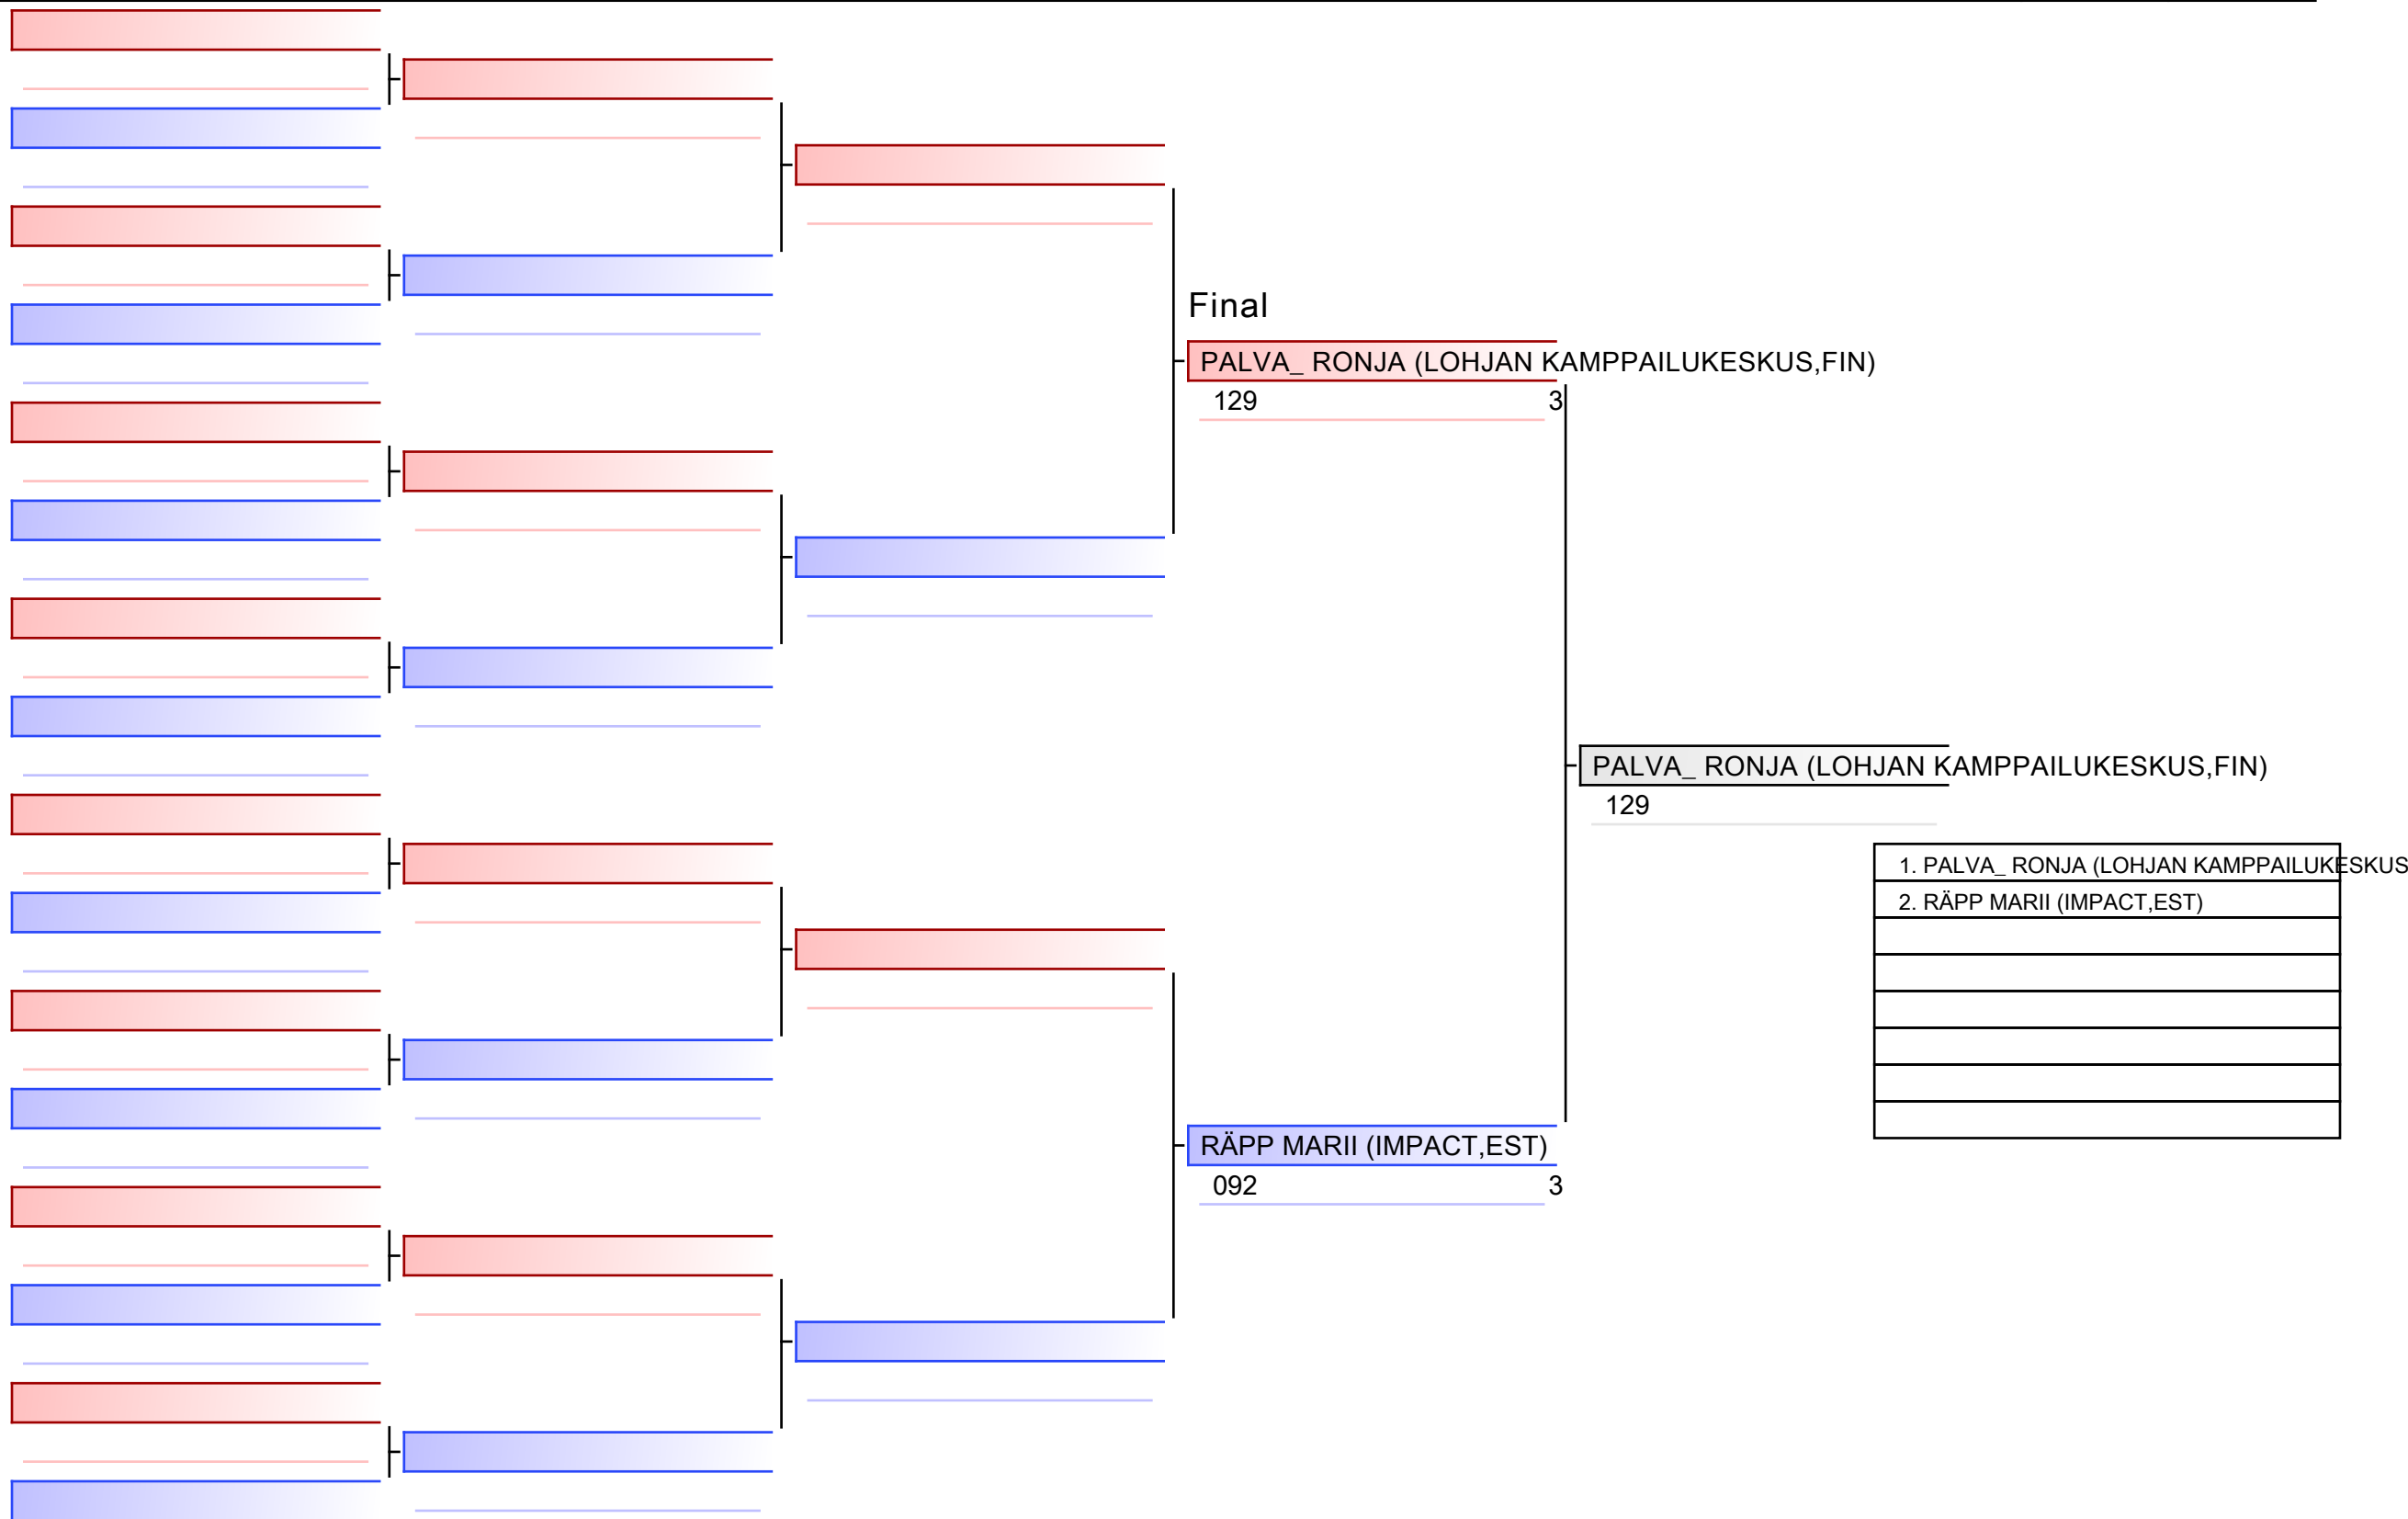 Final
PALVA_ RONJA (LOHJAN KAMPPAILUKESKUS,FIN)
129 3
PALVA_ RONJA (LOHJAN KAMPPAILUKESKUS,FIN)
129
1. PALVA_ RONJA (LOHJAN KAMPPAILUKESKUS
2. RÄPP MARII (IMPACT,EST)
RÄPP MARII (IMPACT,EST)
092 3